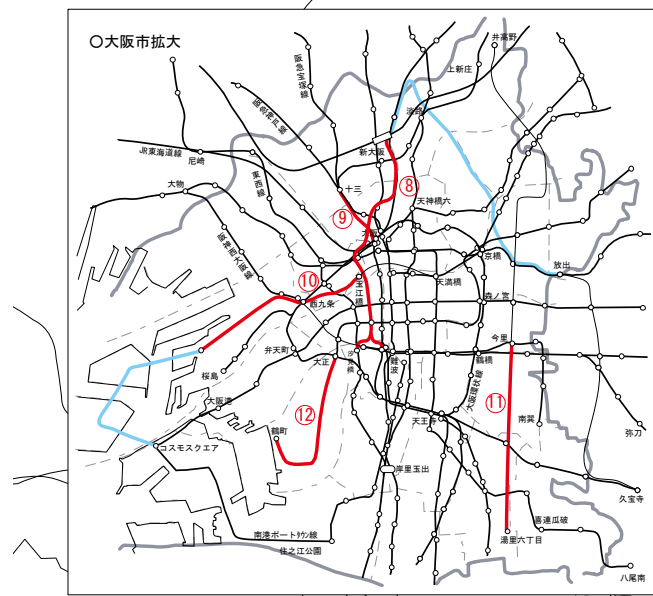 ○大阪市拡大
井高野
阪急宝塚線
上新庄
阪急神戸線
淡路
JR東海道線
尼崎
新大阪
東西線
大物
十三
⑧
⑨
天神橋六
阪神西大阪線
京橋
放出
⑩
玉江橋
天満橋
西九条
森ノ宮
弁天町
今里
大正
汐見橋
難波
鶴橋
桜島
大阪港
大阪環状線
⑪
⑫
南巽
鶴町
天王寺
弥刀
コスモスクエア
岸里玉出
久宝寺
喜連瓜破
南港ポートタウン線
湯里六丁目
住之江公園
八尾南